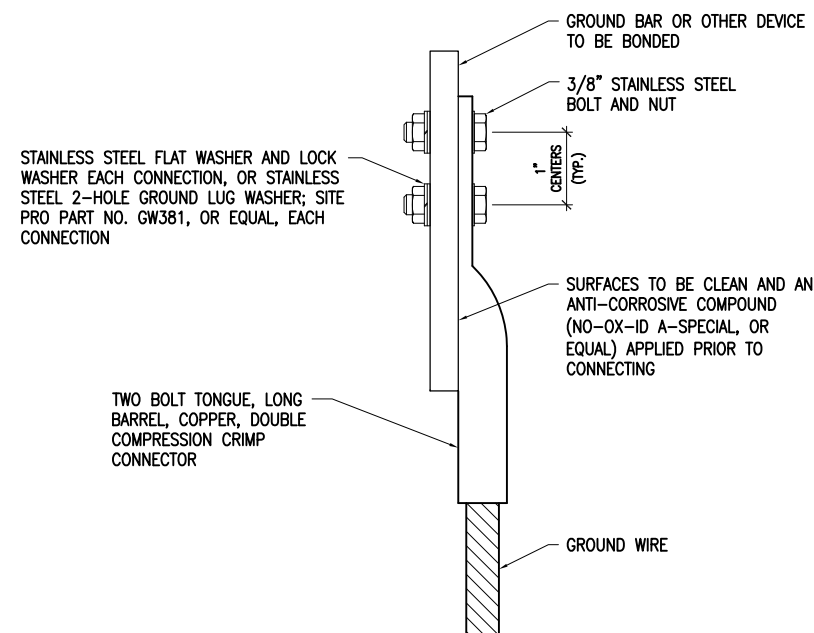 GROUND BAR OR OTHER DEVICE
TO BE BONDED
3/8" STAINLESS STEEL
BOLT AND NUT
1"
CENTERS
(TYP.)
STAINLESS STEEL FLAT WASHER AND LOCK
WASHER EACH CONNECTION, OR STAINLESS
STEEL 2-HOLE GROUND LUG WASHER; SITE
PRO PART NO. GW381, OR EQUAL, EACH
CONNECTION
SURFACES TO BE CLEAN AND AN
ANTI-CORROSIVE COMPOUND
(NO-OX-ID A-SPECIAL, OR
EQUAL) APPLIED PRIOR TO
CONNECTING
TWO BOLT TONGUE, LONG
BARREL, COPPER, DOUBLE
COMPRESSION CRIMP
CONNECTOR
GROUND WIRE